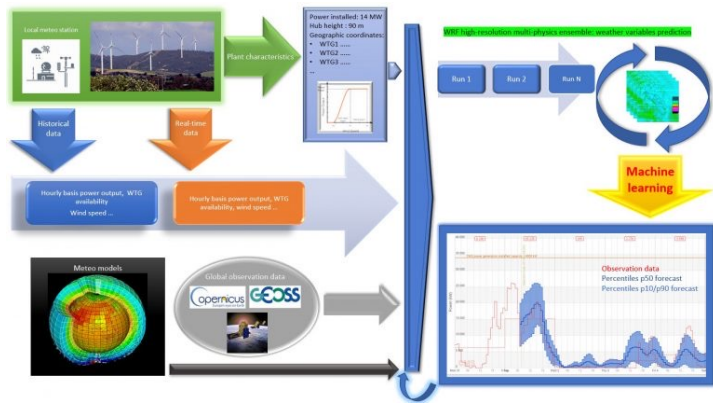 Local meteo station
Plant characteristics
Power installed: 14 MW
Hub height : 90 m
Geographic coordinates:
• WTG1 .....
• WTG2 .....
• WTG3 .....
...
WRF high-resolution multi-physics ensemble: weather variables prediction
Run 1
Run 2
Run N
Historical
data
Real-time
data
Machine
learning
Hourly basis power output, WTG
availability
Wind speed ...
Hourly basis power output, WTG
availability, wind speed ...
Meteo models
Global observation data
Copernicus
GEOSS
Observation data
Percentiles p50 forecast
Percentiles p10/p90 forecast